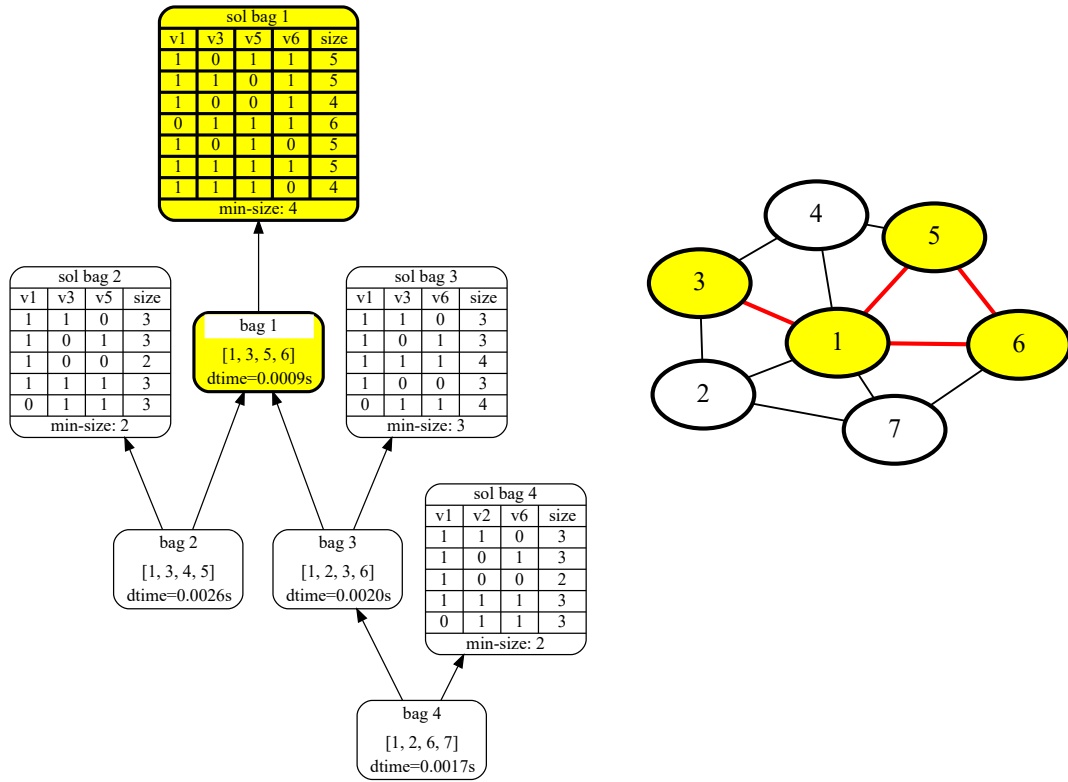 sol bag 1
v1 v3 v5 v6 size
1 0 1 1 5
1 1 0 1 5
1 0 0 1 4
0 1 1 1 6
1 0 1 0 5
1 1 1 1 5
1 1 1 0 4
min-size: 4
sol bag 2
v1 v3 v5 size
1 1 0 3
1 0 1 3
1 0 0 2
1 1 1 3
0 1 1 3
min-size: 2
bag 1
[1, 3, 5, 6]
dtime=0.0009s
sol bag 3
v1 v3 v6 size
1 1 0 3
1 0 1 3
1 1 1 4
1 0 0 3
0 1 1 4
min-size: 3
bag 2
[1, 3, 4, 5]
dtime=0.0026s
bag 3
[1, 2, 3, 6]
dtime=0.0020s
sol bag 4
v1 v2 v6 size
1 1 0 3
1 0 1 3
1 0 0 2
1 1 1 3
0 1 1 3
min-size: 2
bag 4
[1, 2, 6, 7]
dtime=0.0017s
4
5
3
1
6
2
7